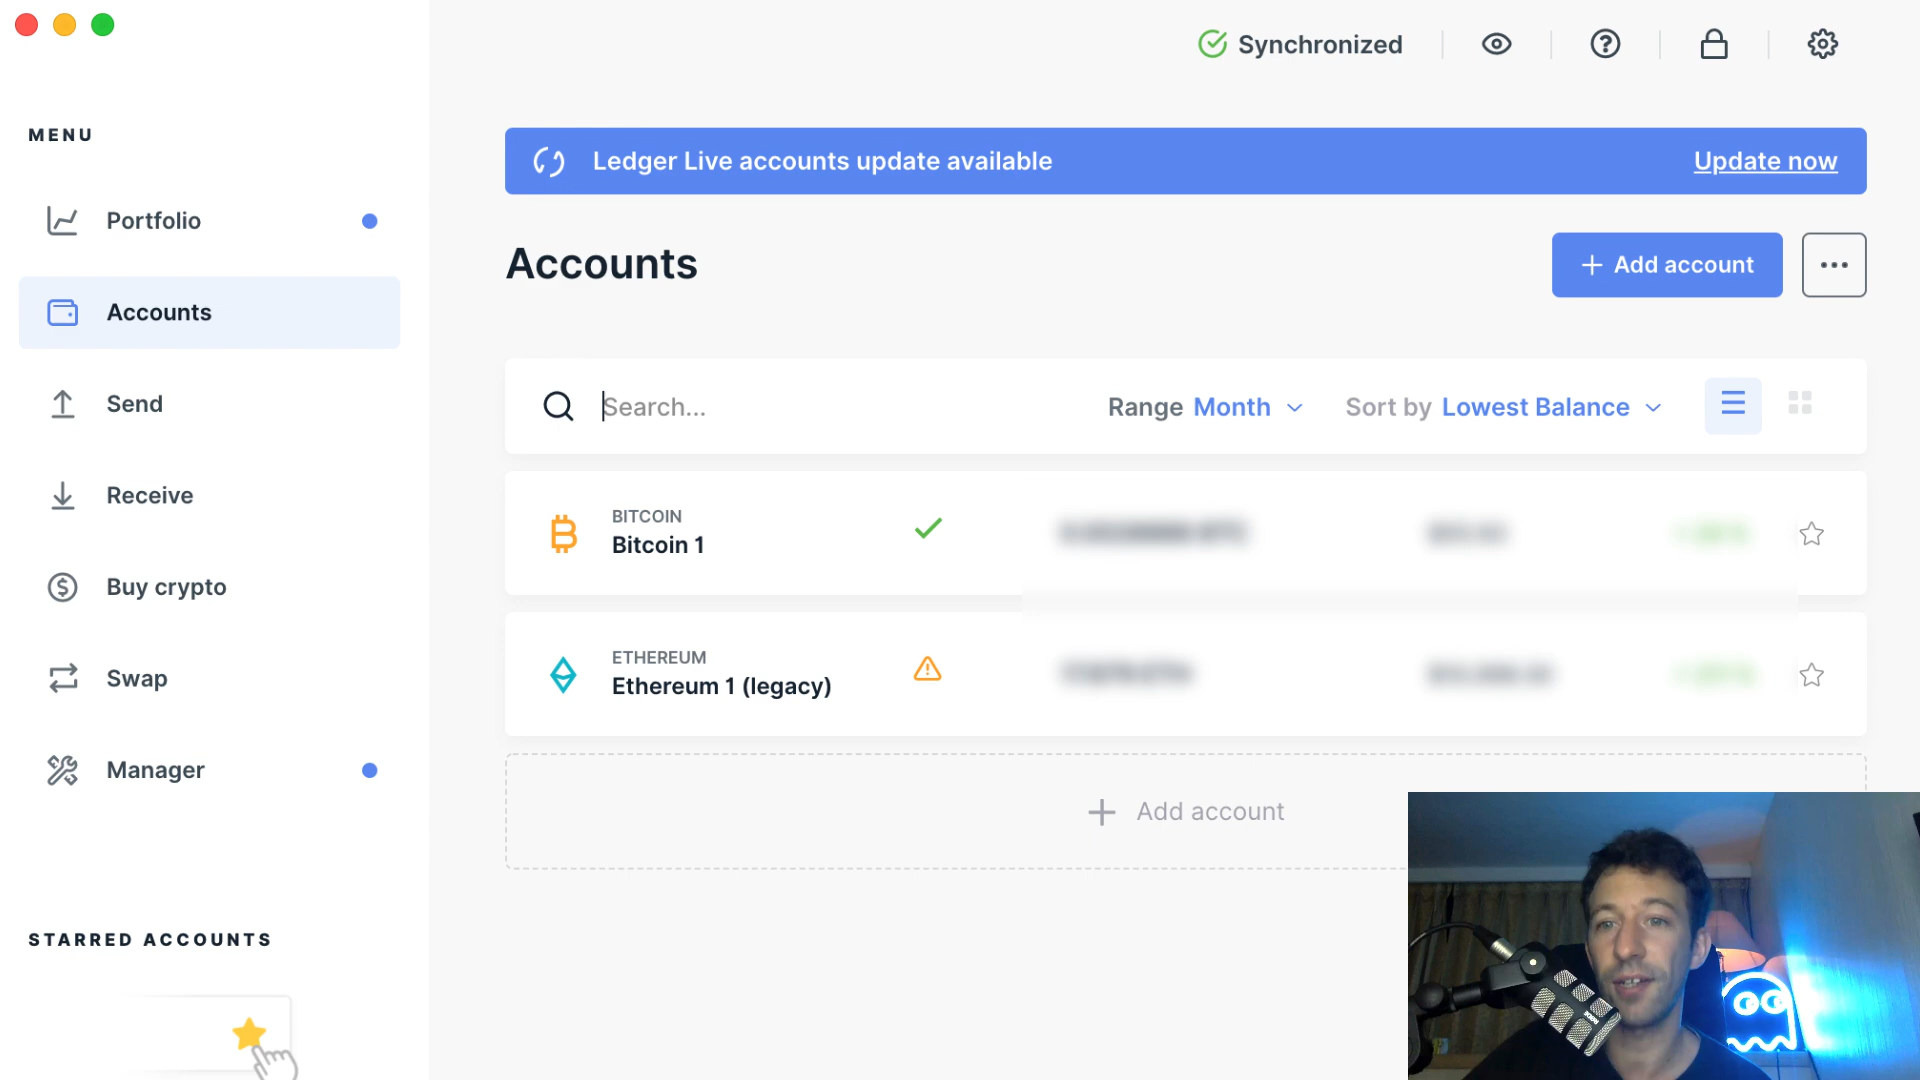 Synchronized
MENU
Ledger Live accounts update available
Update now
Portfolio
Accounts
+ Add account
Accounts
Send
Search...
Range Month
Sort by Lowest Balance
Receive
BITCOIN
Bitcoin 1
Buy crypto
ETHEREUM
Ethereum 1 (legacy)
Swap
Manager
+ Add account
STARRED ACCOUNTS